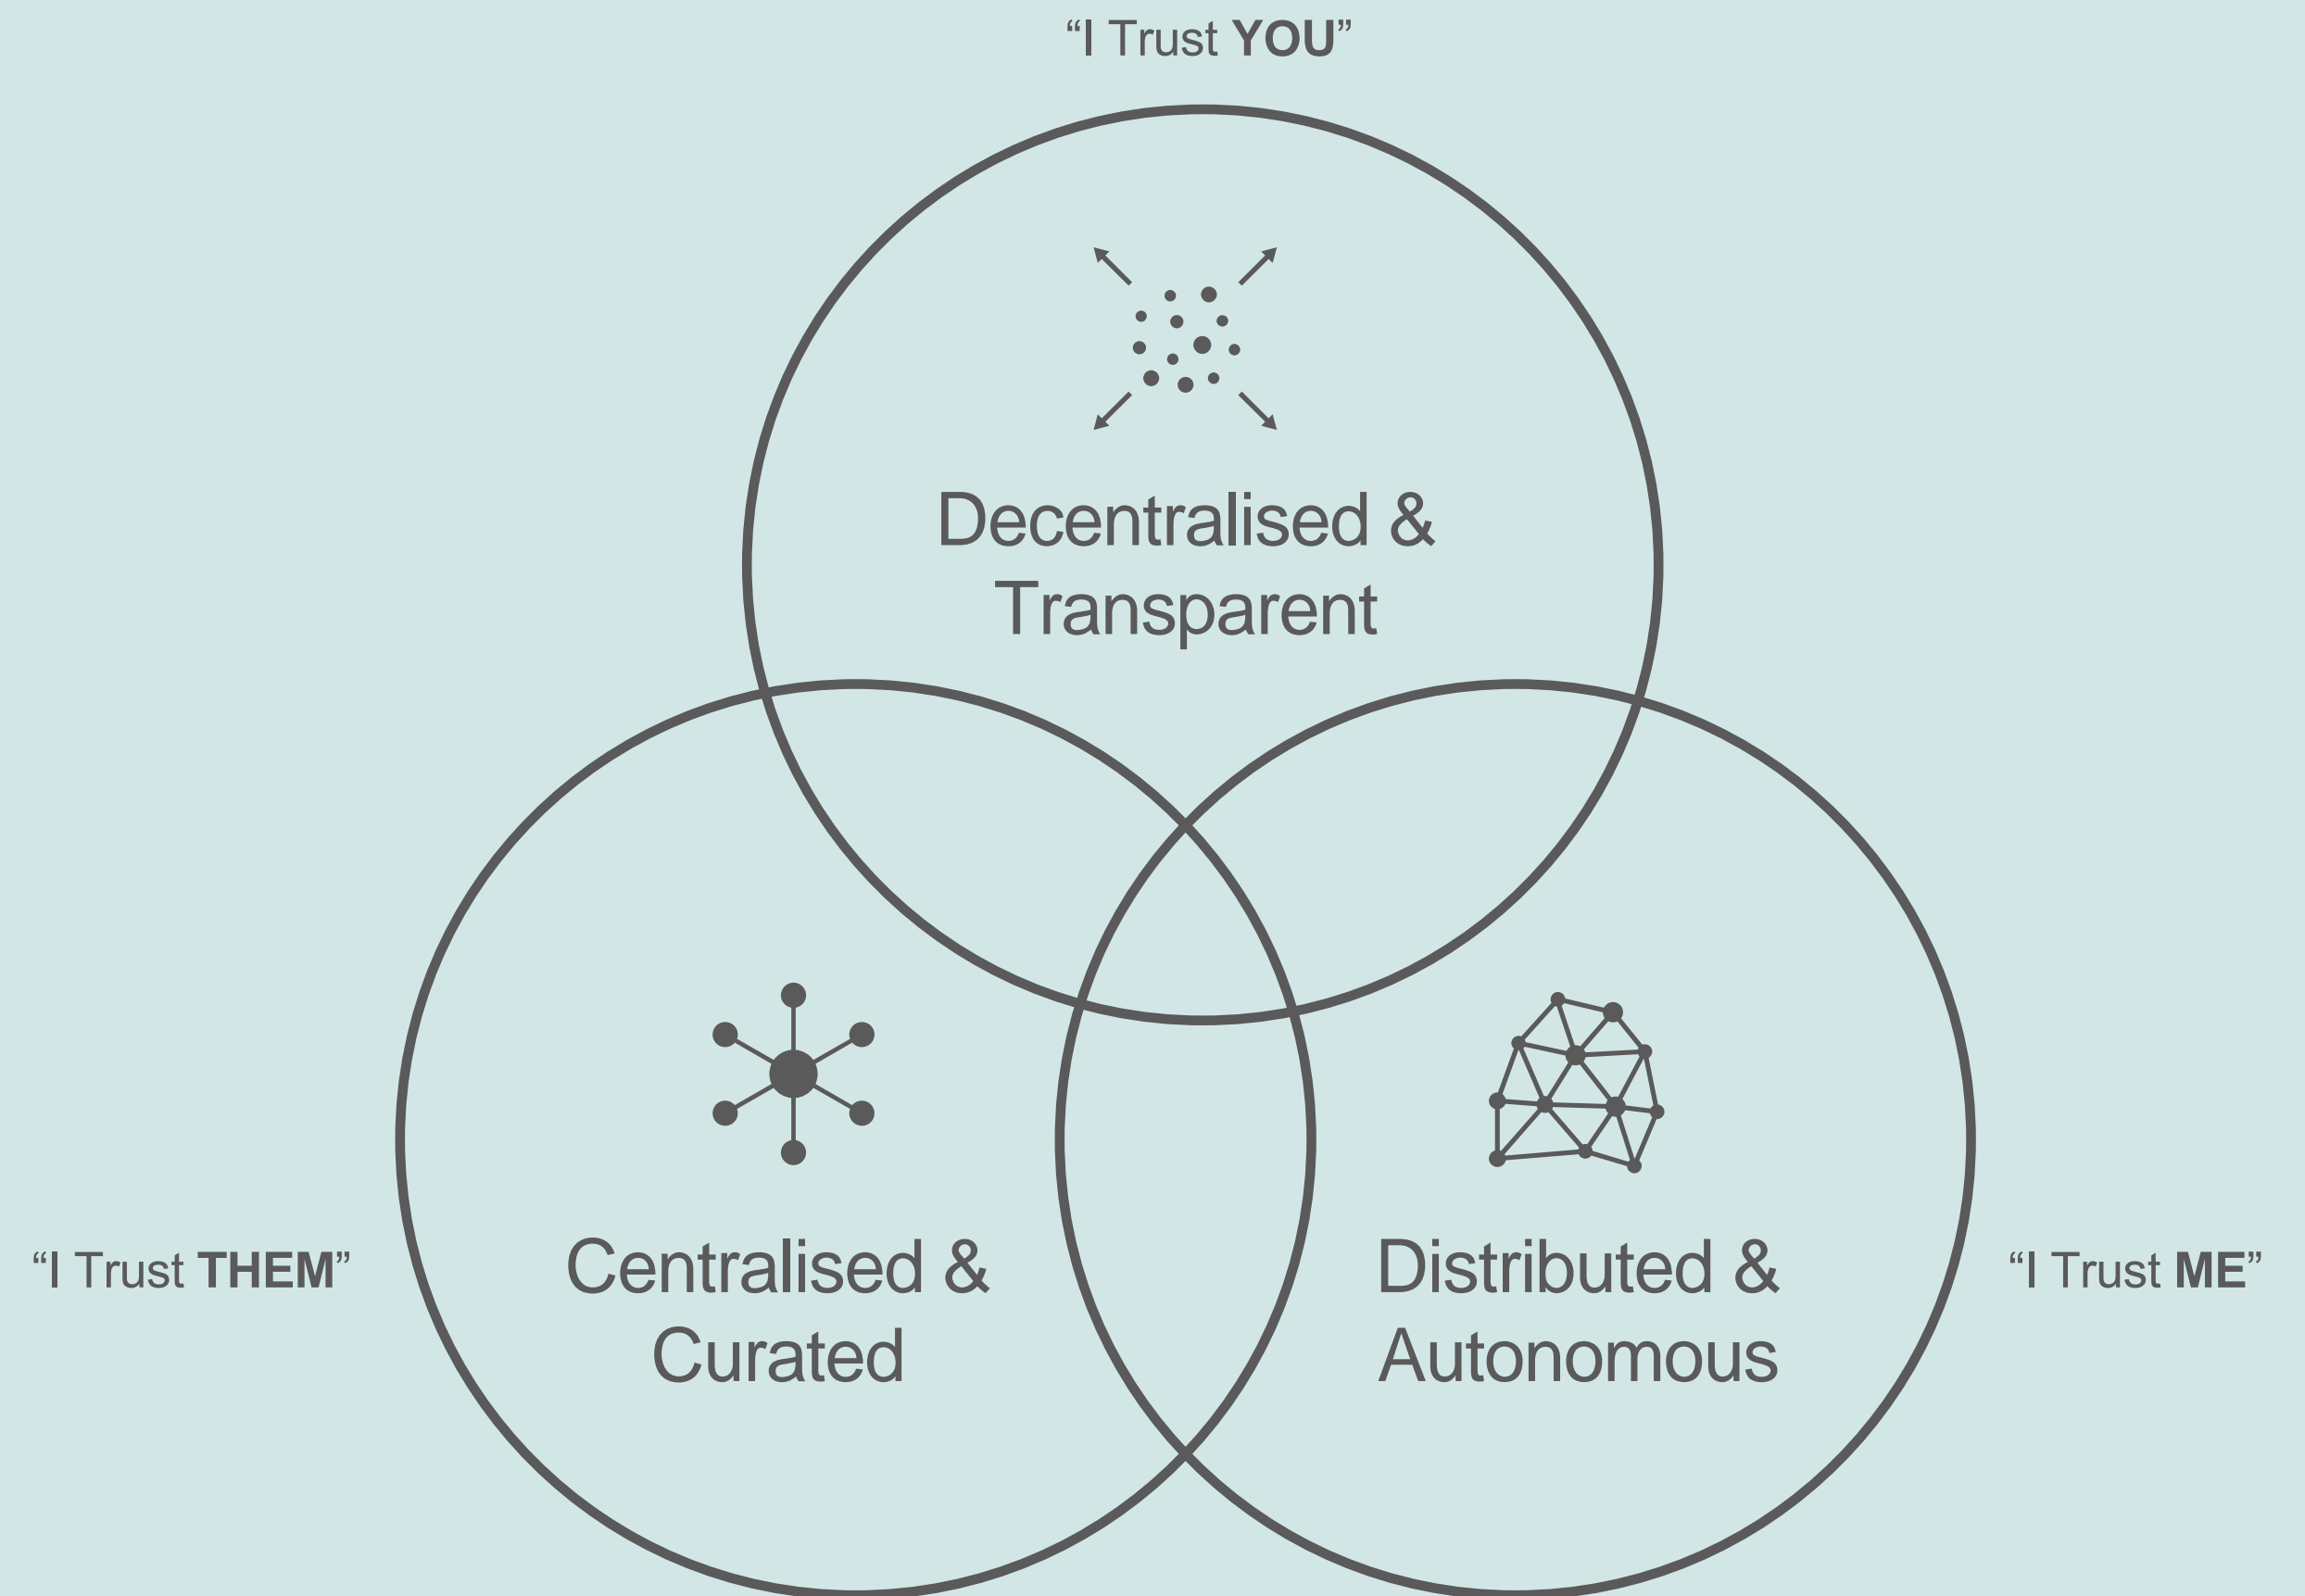 “I Trust YOU”
Decentralised &
Transparent
Centralised &
Curated
Distributed &
Autonomous
“I Trust THEM”
“I Trust ME”